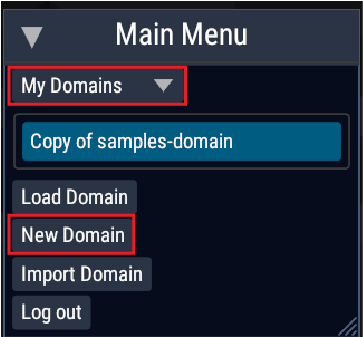 Main Menu
My Domains
Copy of samples-domain
Load Domain
New Domain
Import Domain
Log out